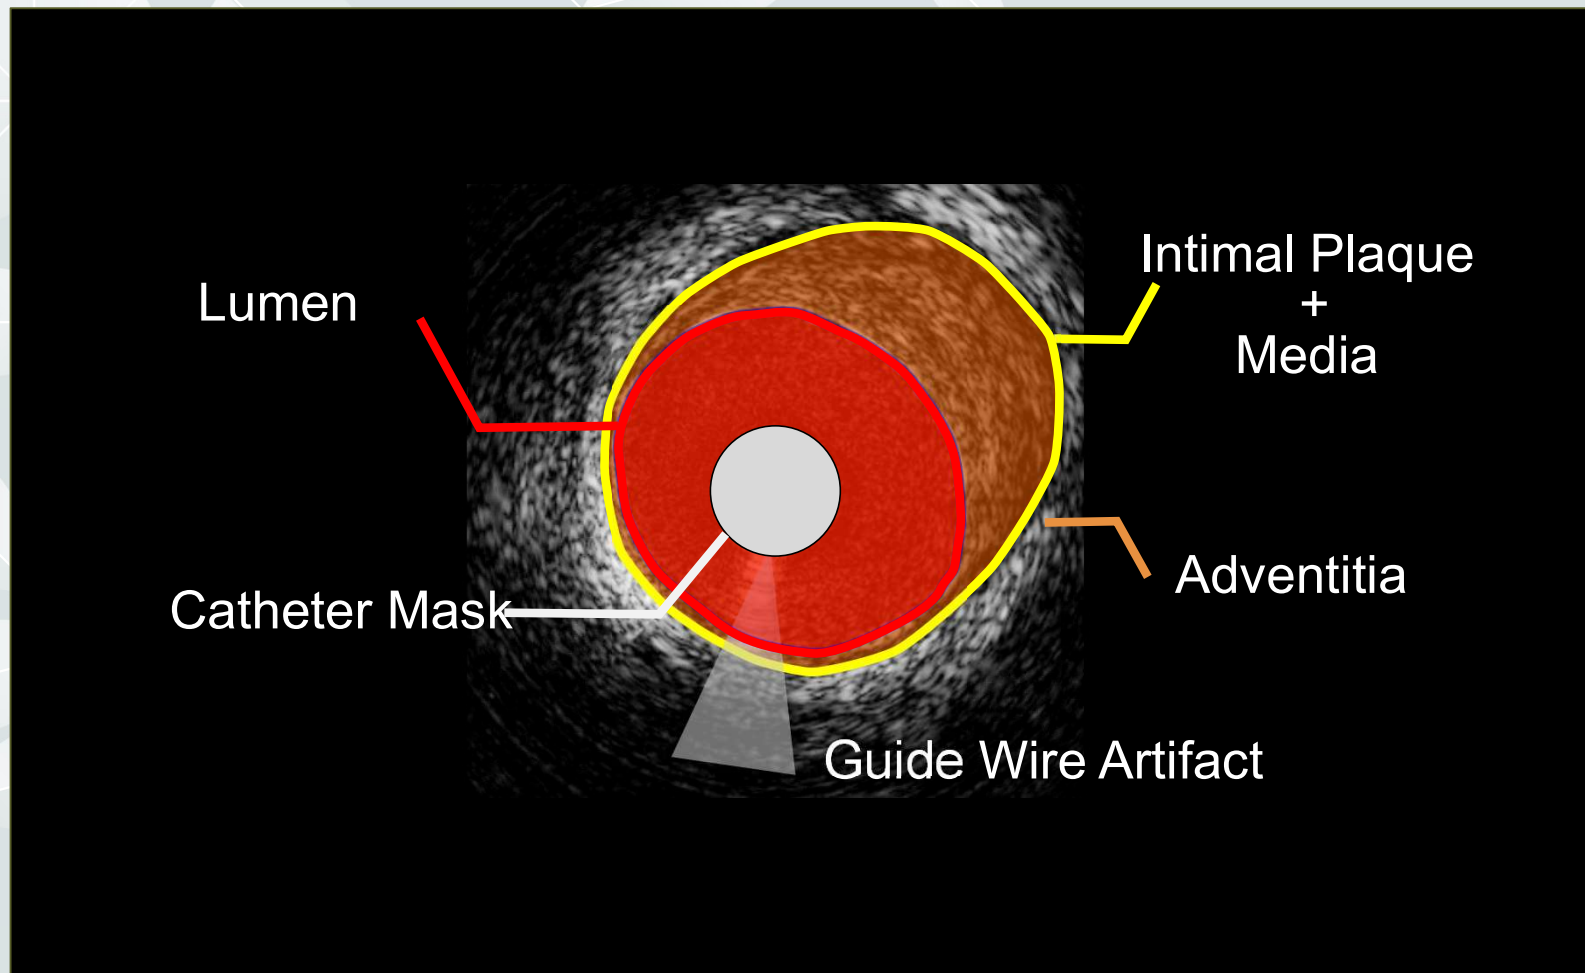 Lumen
Intimal Plaque
+
Media
Catheter Mask
Adventitia
Guide Wire Artifact